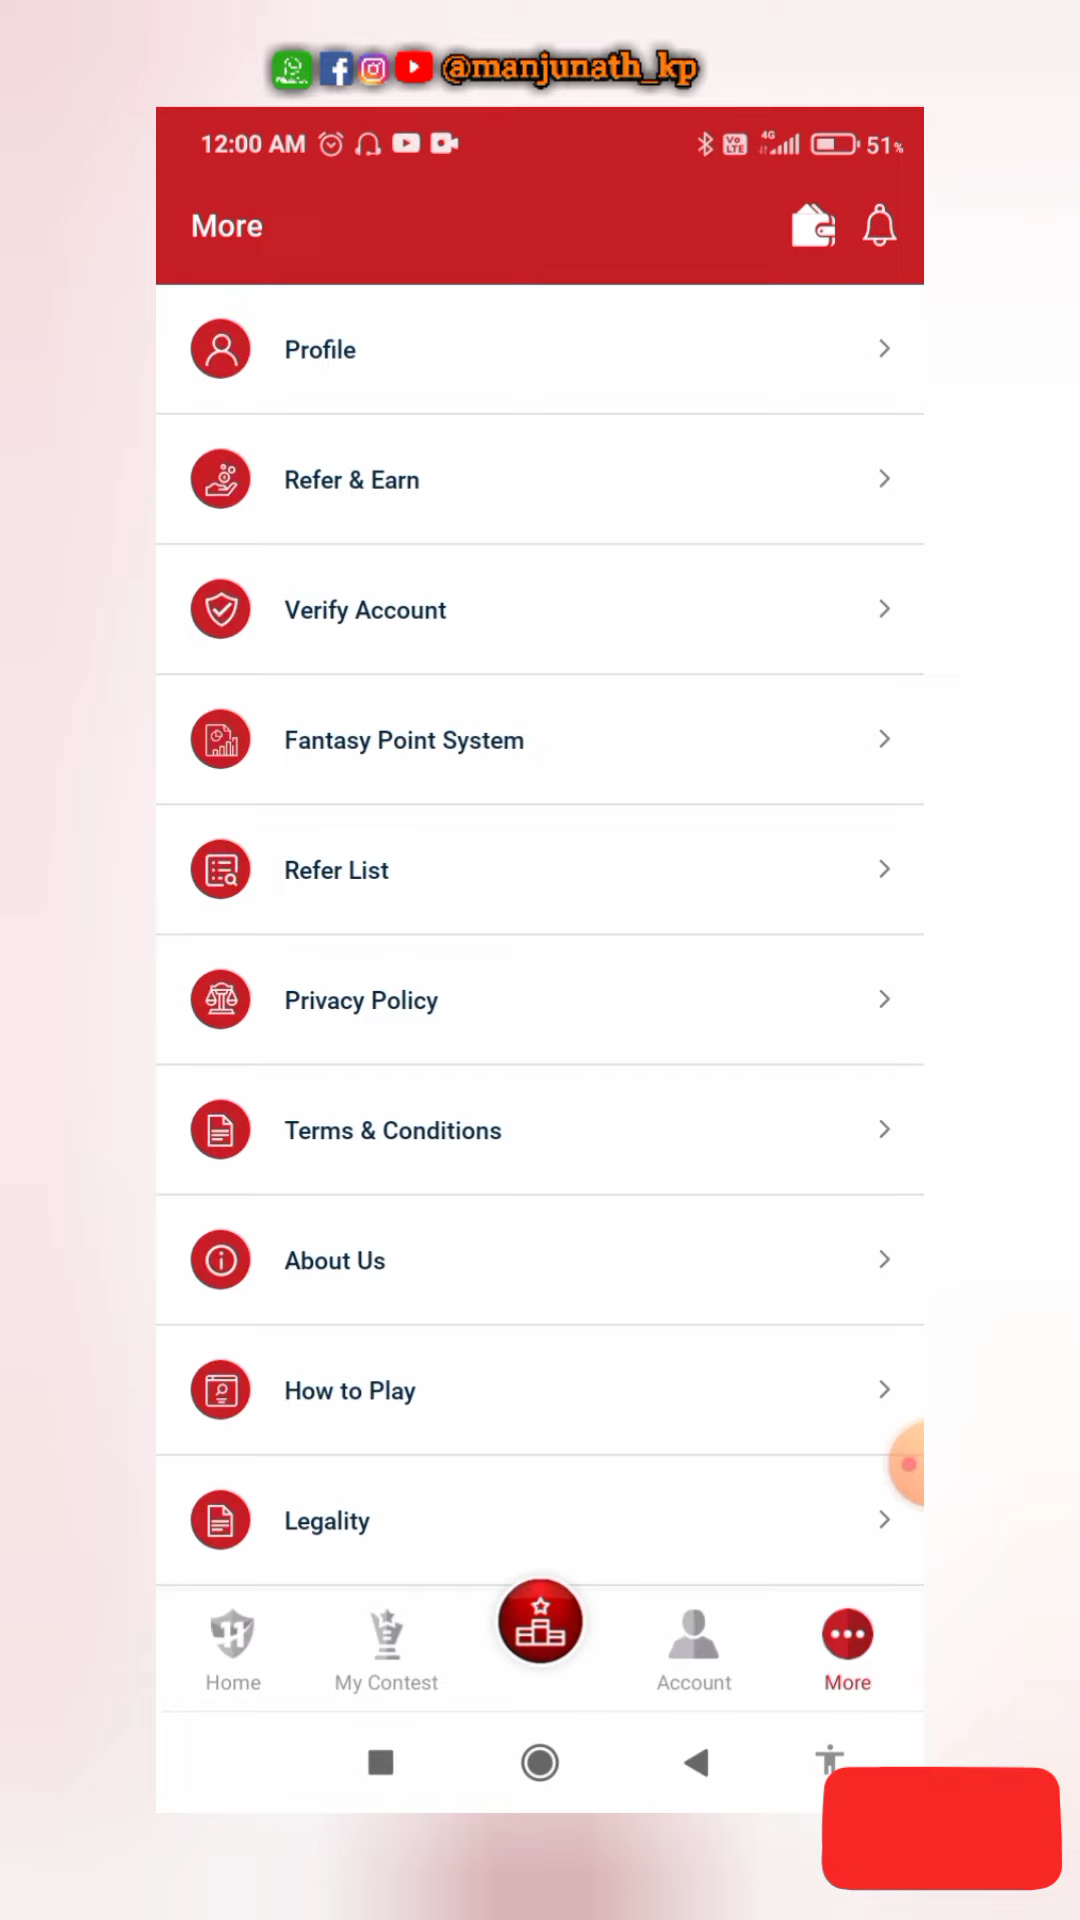 @manjunath_kp
12:00 AM 4G 51%
More
Profile
Refer & Earn
Verify Account
Fantasy Point System
Refer List
Privacy Policy
Terms & Conditions
About Us
How to Play
Legality
Home My Contest Account More